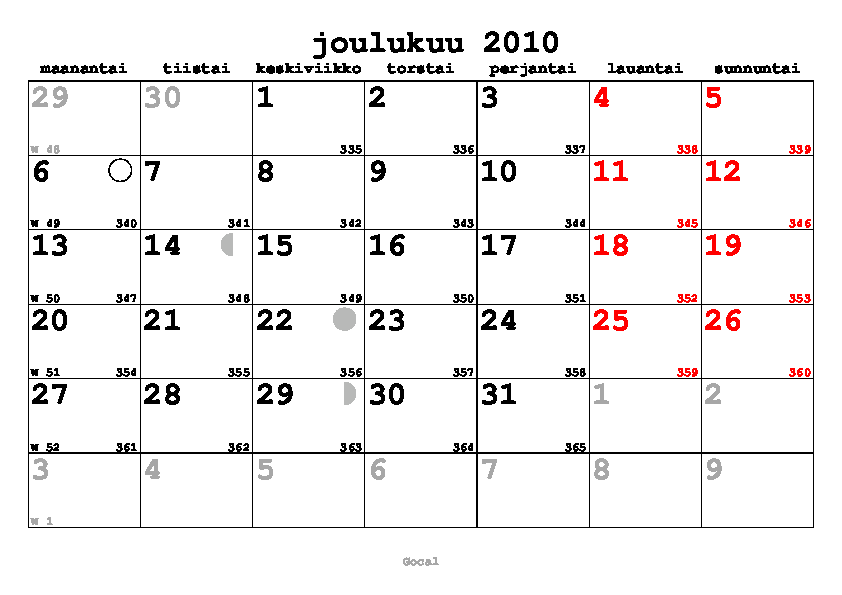 joulukuu 2010
maanantai tiistai keskiviikko torstai perjantai lauantai sunnuntai
29 30 1 2 3 4 5
W 48 335 336 337 338 339
6 7 8 9 10 11 12
W 49 340 341 342 343 344 345 346
13 14 15 16 17 18 19
W 50 347 348 349 350 351 352 353
20 21 22 23 24 25 26
W 51 354 355 356 357 358 359 360
27 28 29 30 31 1 2
W 52 361 362 363 364 365
3 4 5 6 7 8 9
W 1
Gocal